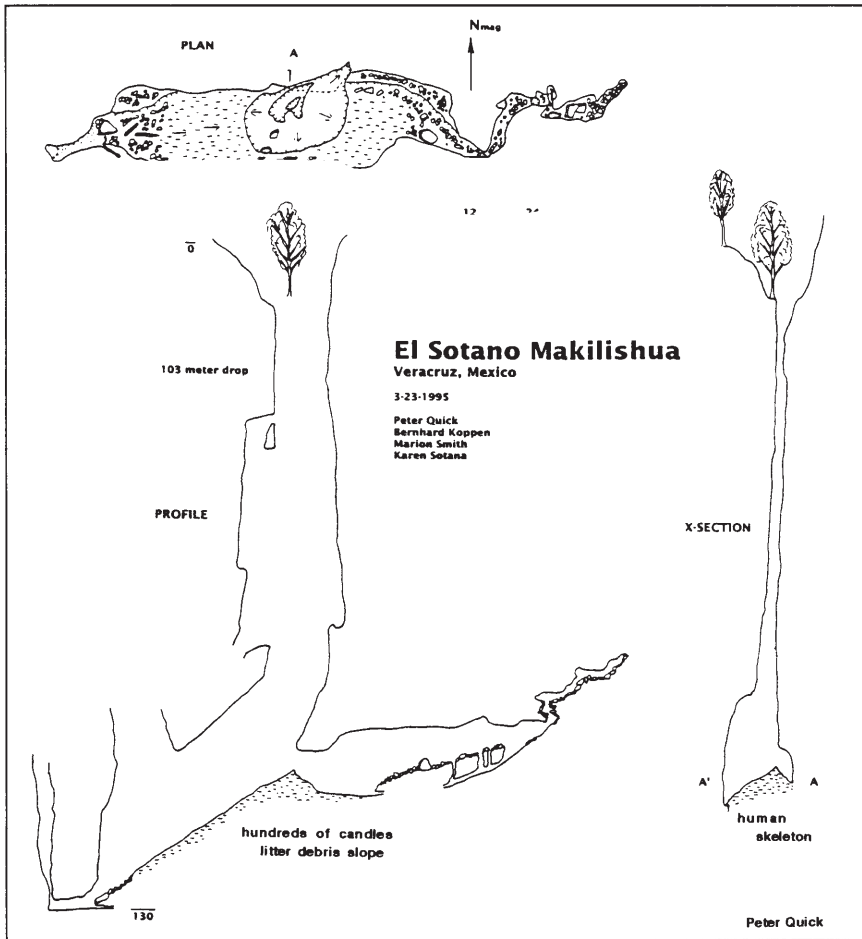 PLAN
A
Nmag
12
0
103 meter drop
El Sotano Makilishua
Veracruz, Mexico
3-23-1995
Peter Quick
Bernhard Koppen
Marion Smith
Karen Sotana
PROFILE
X-SECTION
A'
A
hundreds of candles
litter debris slope
human
skeleton
130
Peter Quick